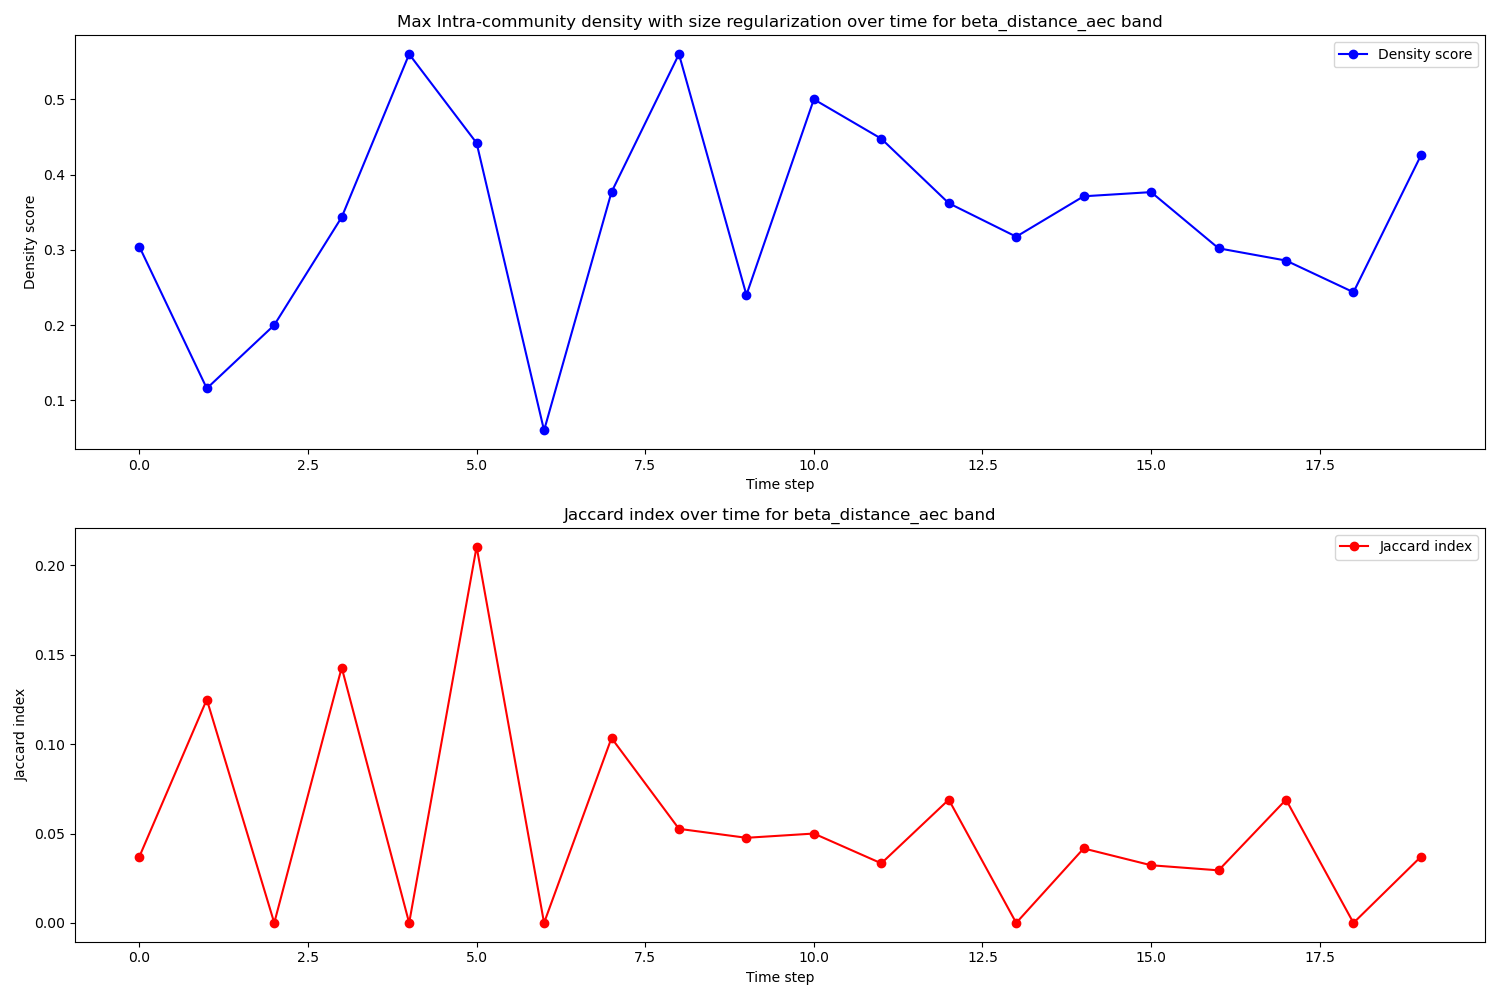 Max Intra-community density with size regularization over time for beta_distance_aec band
Density score
Density score
0.5
0.4
0.3
0.2
0.1
0.0 2.5 5.0 7.5 10.0 12.5 15.0 17.5
Time step
Jaccard index over time for beta_distance_aec band
Jaccard index
Jaccard index
0.20
0.15
0.10
0.05
0.00
0.0 2.5 5.0 7.5 10.0 12.5 15.0 17.5
Time step